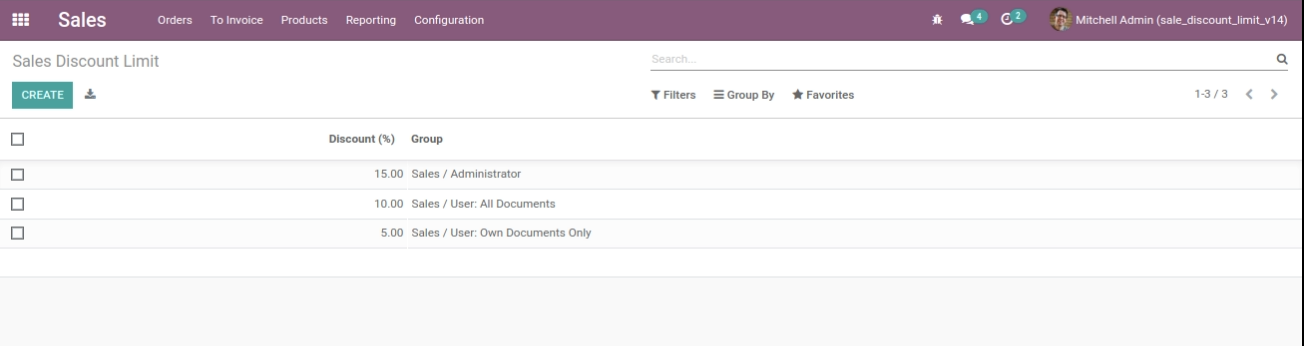 Sales Orders To Invoice Products Reporting Configuration 4 2 Mitchell Admin (sale_discount_limit_v14)
Sales Discount Limit Search...
CREATE Filters Group By Favorites 1-3 / 3
Discount (%) Group
15.00 Sales / Administrator
10.00 Sales / User: All Documents
5.00 Sales / User: Own Documents Only